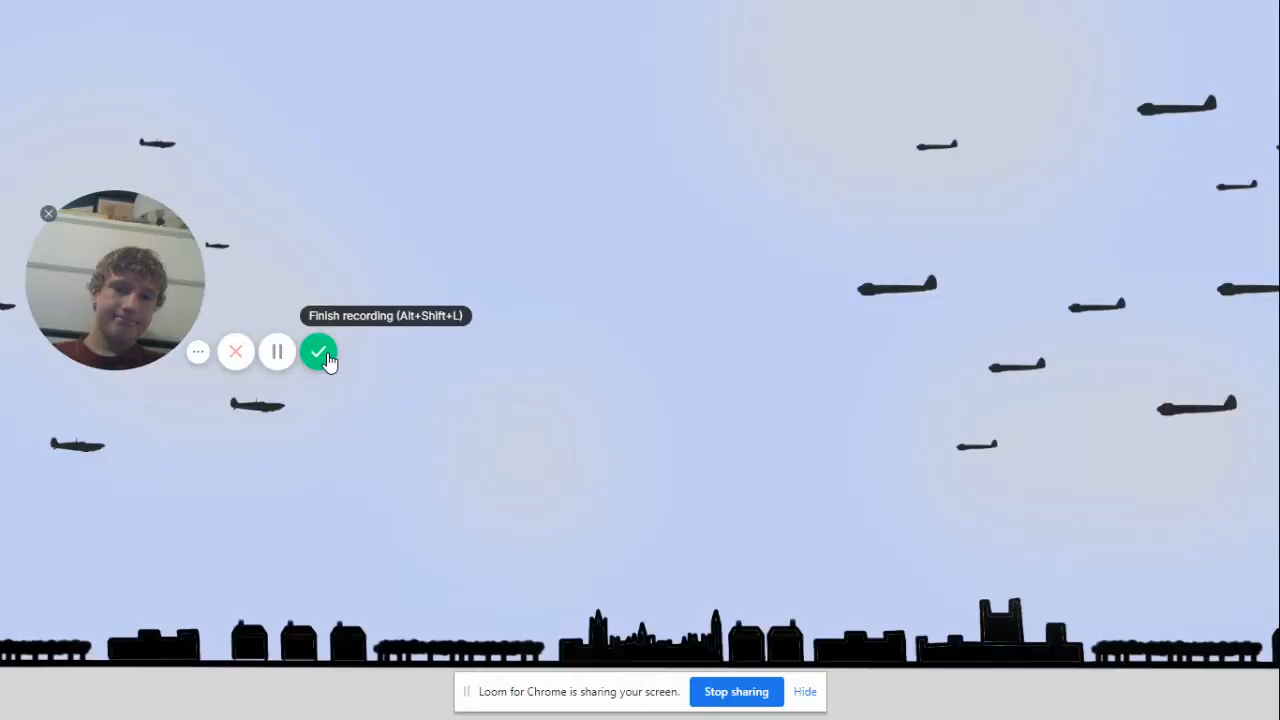 Finish recording (Alt+Shift+L)
Loom for Chrome is sharing your screen. Stop sharing Hide